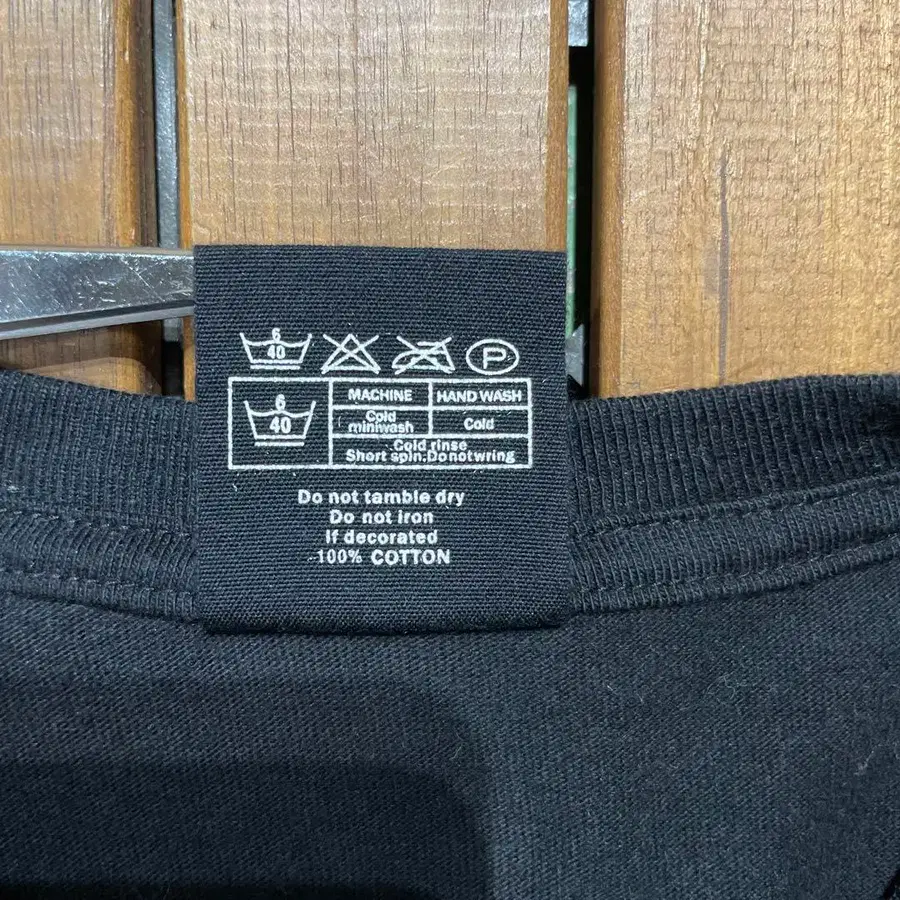 6
40
P
6
40
MACHINE
HAND WASH
Cold
miniwash
Cold
Cold rinse
Short spin.Donotwring
Do not tamble dry
Do not iron
If decorated
100% COTTON